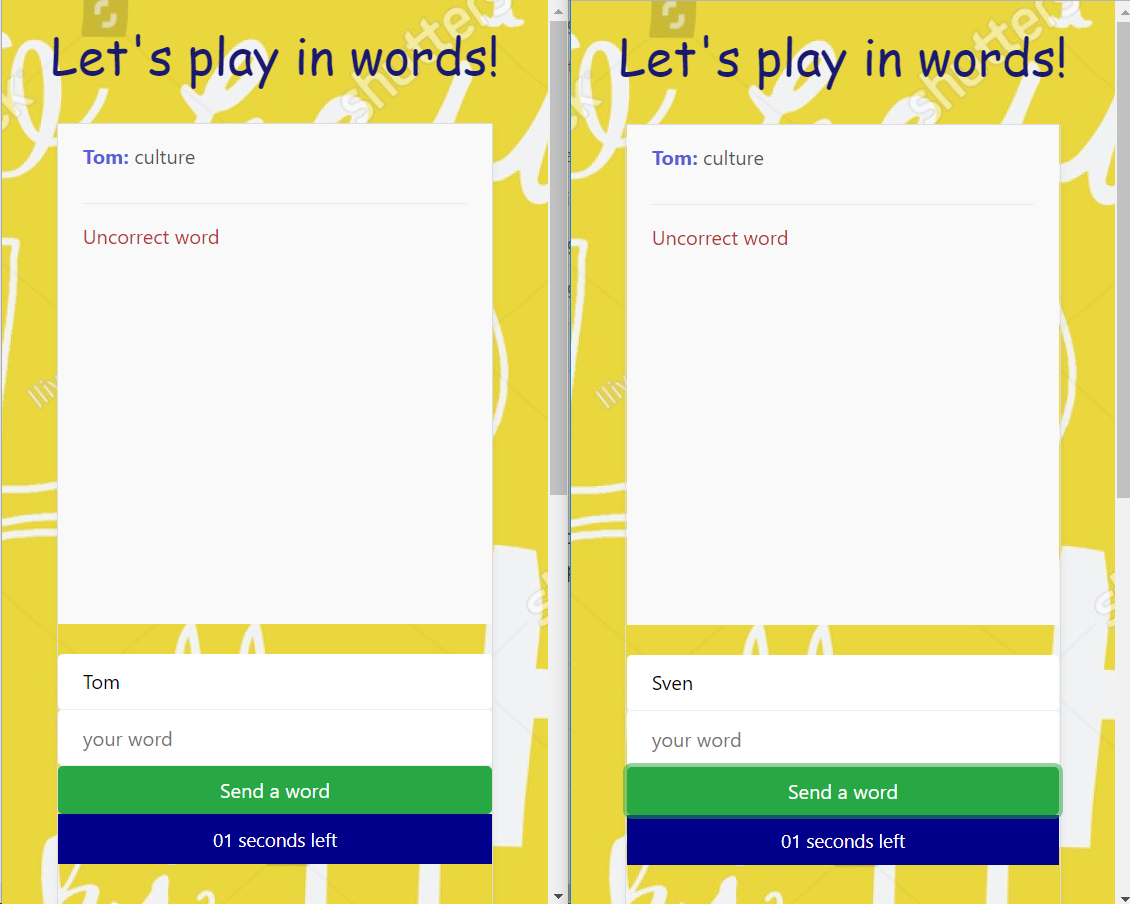 Let's play in words!
Tom: culture
Uncorrect word
Tom
your word
Send a word
01 seconds left
Let's play in words!
Tom: culture
Uncorrect word
Sven
your word
Send a word
01 seconds left